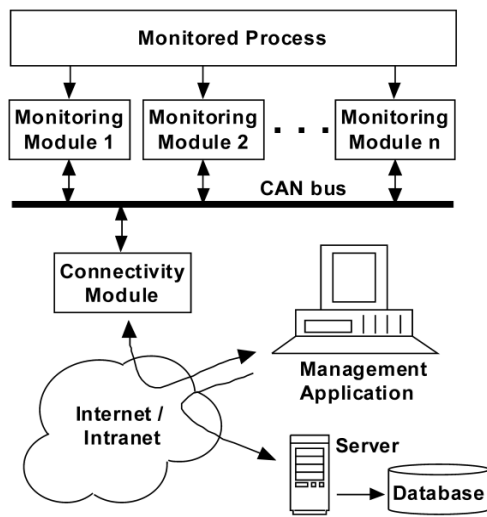 Monitored Process
Monitoring
Module 1
Monitoring
Module 2
. . .
Monitoring
Module n
CAN bus
Connectivity
Module
Management
Application
Internet /
Intranet
Server
Database